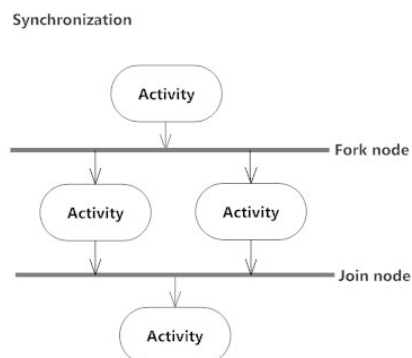 Synchronization
Activity
Fork node
Activity
Activity
Join node
Activity